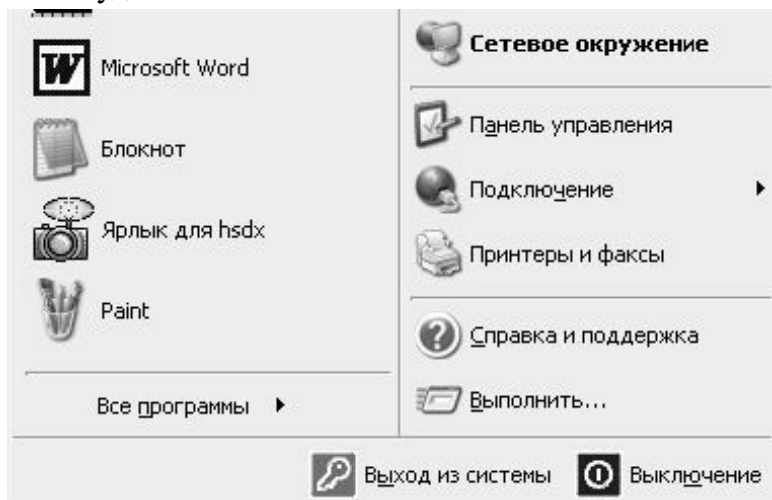 Microsoft Word
Блокнот
Ярлык для hsdx
Paint
Все программы
Сетевое окружение
Панель управления
Подключение
Принтеры и факсы
Справка и поддержка
Выполнить...
Выход из системы
Выключение